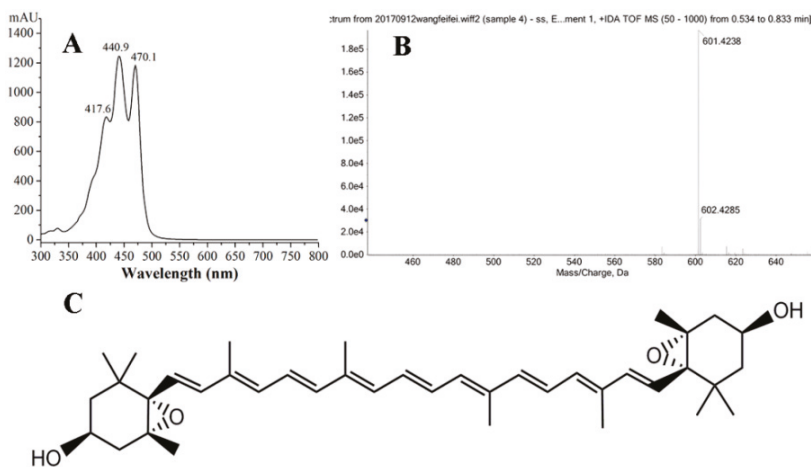 mAU
A
1400
1200
1000
800
600
400
200
0
417.6
440.9
470.1
300 350 400 450 500 550 600 650 700 750 800
Wavelength (nm)
:trum from 20170912wangfeifei.wiff2 (sample 4) - ss, E...ment 1, +IDA TOF MS (50 - 1000) from 0.534 to 0.833 min]
B
1.8e5
1.6e5
1.4e5
1.2e5
1.0e5
8.0e4
6.0e4
4.0e4
2.0e4
0.0e0
601.4238
602.4285
460 480 500 520 540 560 580 600 620 640
Mass/Charge, Da
C
OH
O
O
HO